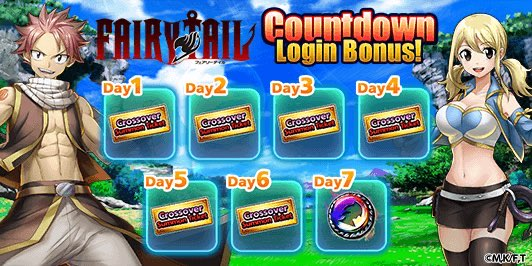 FAIRY TAIL
フェアリーテイル
Countdown
Login Bonus!
Day1
Day2
Day3
Day4
Crossover
Summon Ticket
Crossover
Summon Ticket
Crossover
Summon Ticket
Crossover
Summon Ticket
Day5
Day6
Day7
Crossover
Summon Ticket
Crossover
Summon Ticket
©M,K/F,T